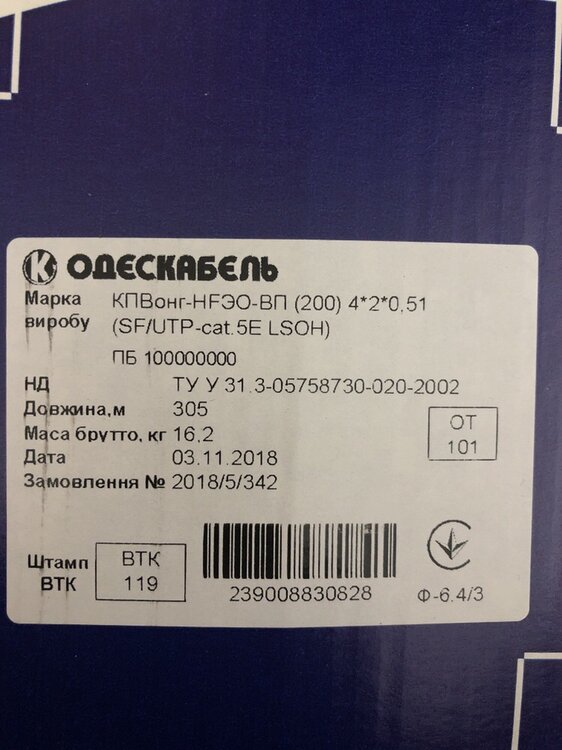 К ОДЕСКАБЕЛЬ
Марка виробу КПВонг-HFЭО-ВП (200) 4*2*0,51
(SF/UTP-cat.5E LSOH)
ПБ 100000000
НД ТУ У 31.3-05758730-020-2002
Довжина,м 305
Маса брутто, кг 16,2
Дата 03.11.2018
Замовлення № 2018/5/342
ОТ
101
Штамп ВТК
ВТК
119
239008830828
Ф-6.4/3